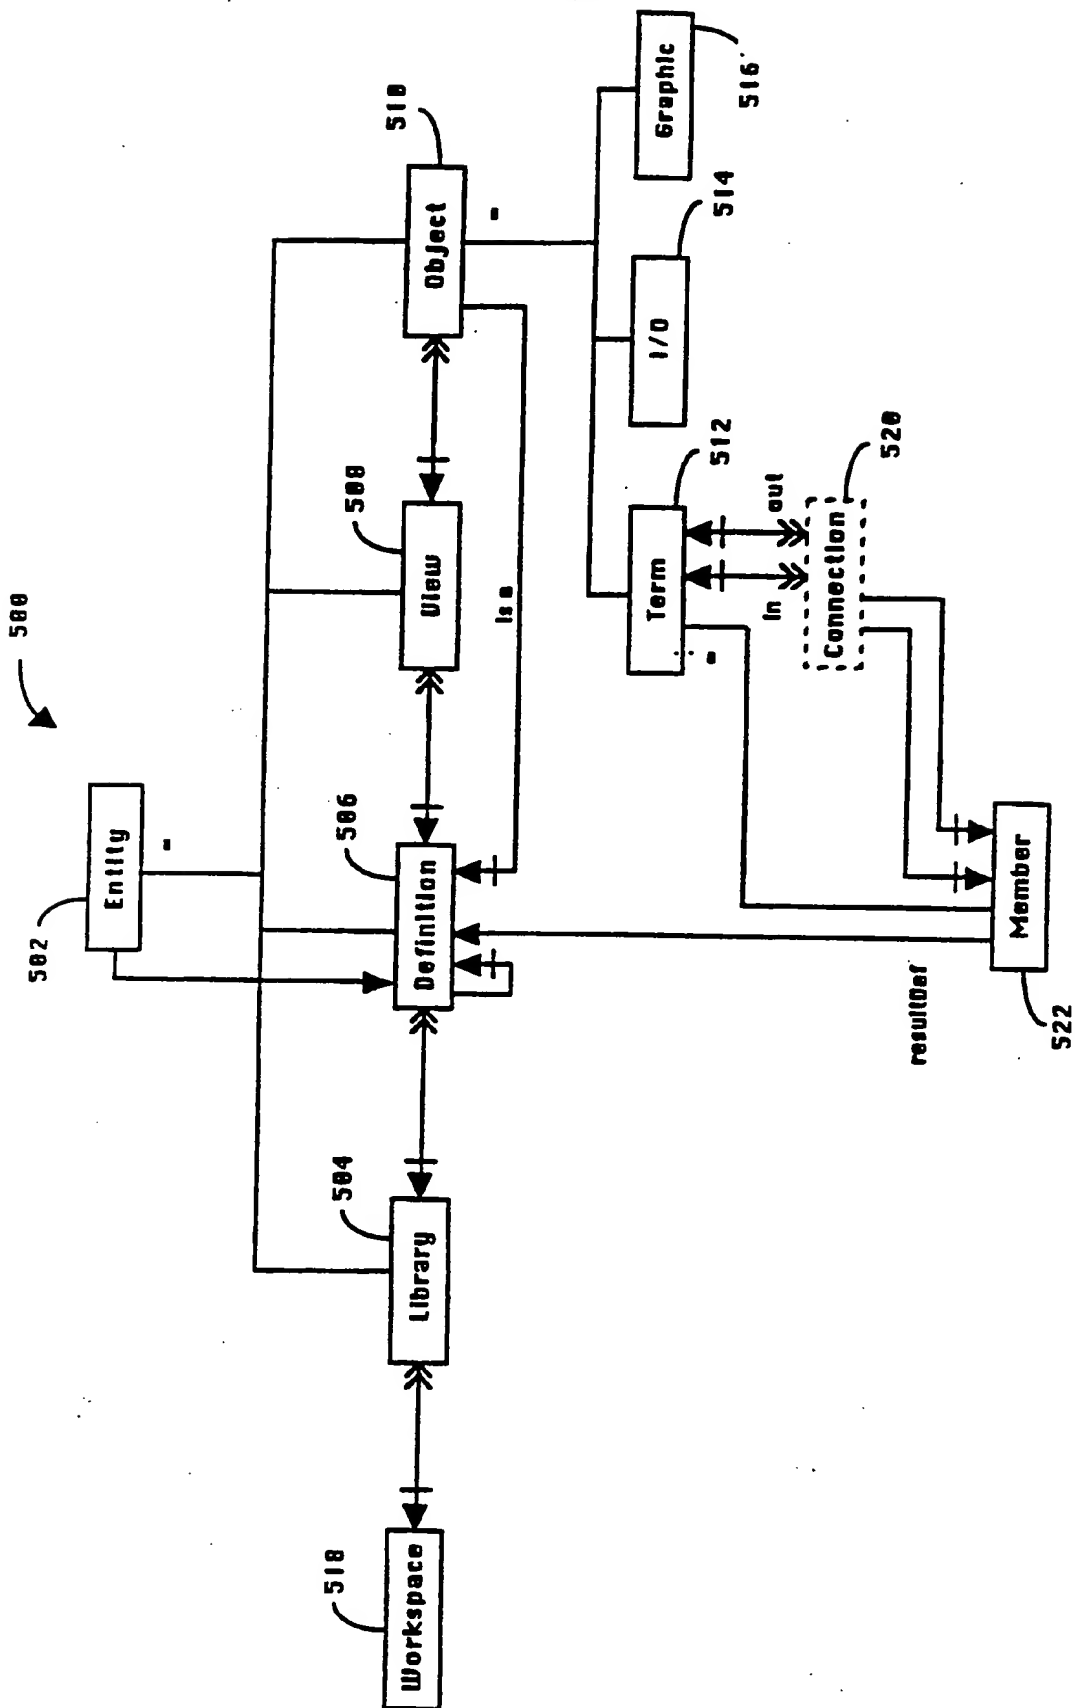 500
502
Entity
=
518
504
506
508
510
Workspace
Library
Definition
View
Object
=
is a
Term
I/O
Graphic
=
512
514
516
in
out
Connection
520
resultDef
Member
522